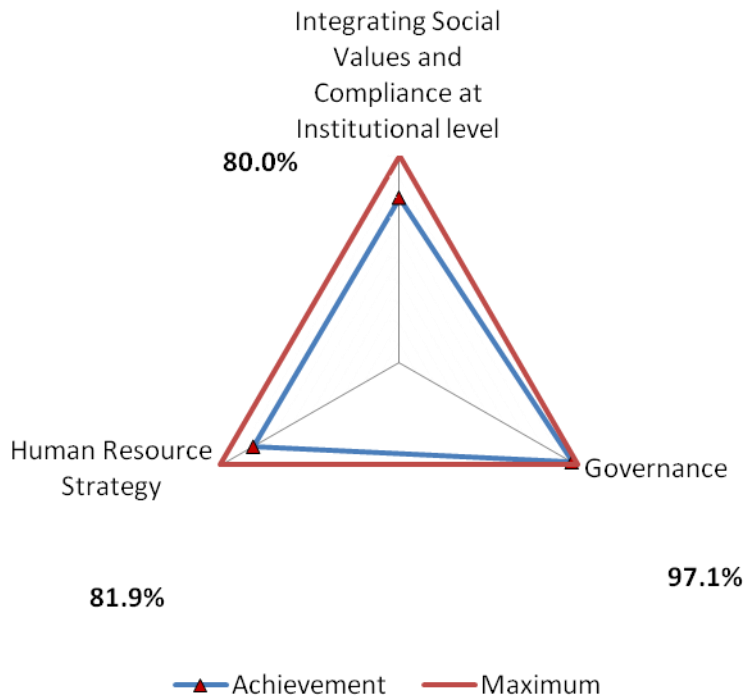 Integrating Social
Values and
Compliance at
Institutional level
80.0%
Human Resource
Strategy
Governance
97.1%
81.9%
Achievement
Maximum